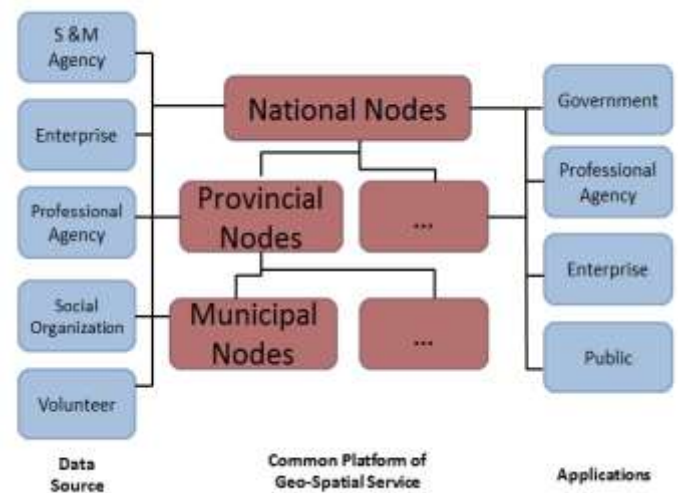 S &M
Agency
Enterprise
Professional
Agency
Social
Organization
Volunteer
Data
Source
National Nodes
Provincial
Nodes
...
Municipal
Nodes
...
Common Platform of
Geo-Spatial Service
Government
Professional
Agency
Enterprise
Public
Applications